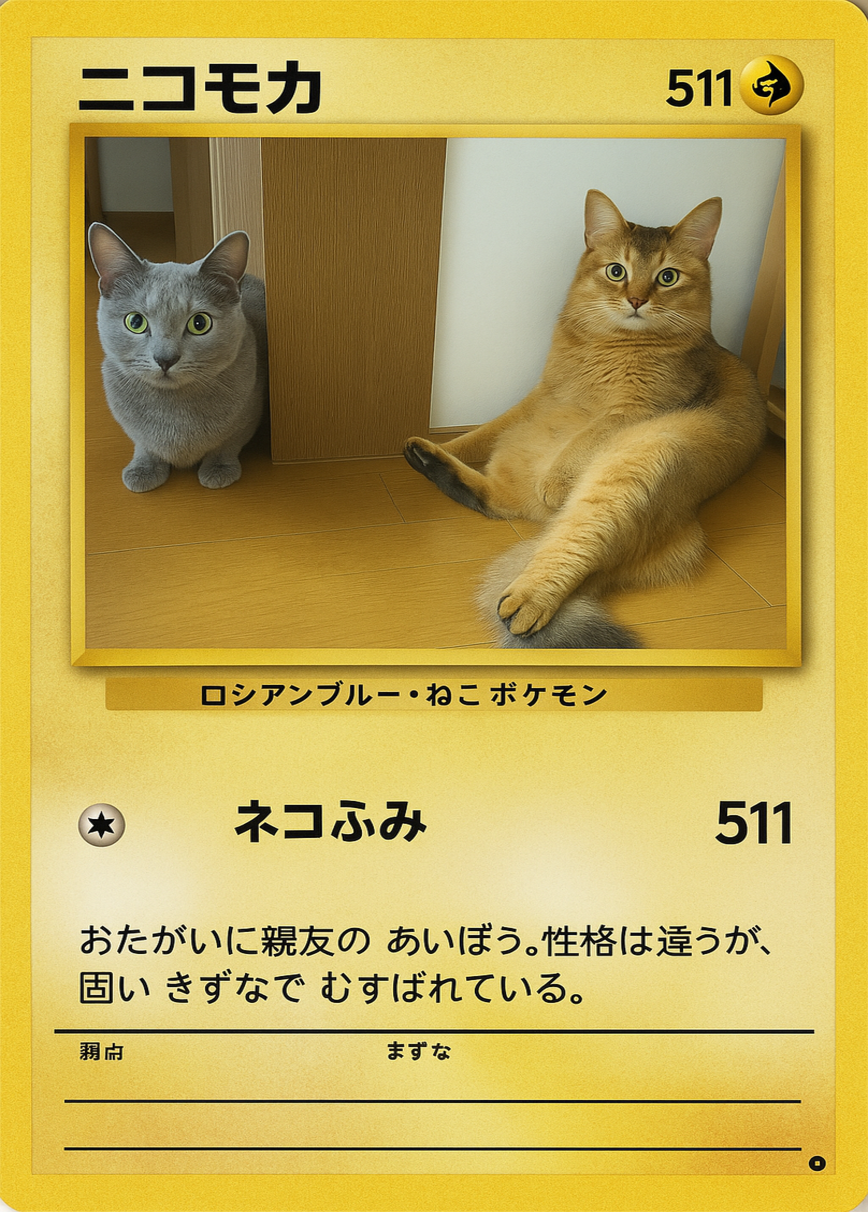 ニコモカ 511
ロシアンブルー・ねこ ポケモン
ネコふみ 511
おたがいに親友の あいぼう。性格は違うが、
固い きずなで むすばれている。
まずな